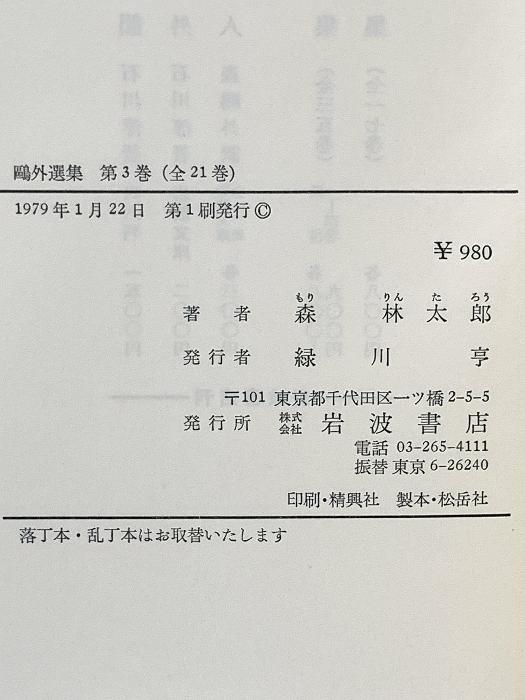 鷗外選集 第3巻（全21巻）
1979年1月22日 第1刷発行©
¥980
もり りん た ろう
著者 森 林太郎
発行者 緑川亨
〒101 東京都千代田区一ツ橋2-5-5
発行所 株式会社 岩波書店
電話 03-265-4111
振替 東京6-26240
印刷・精興社 製本・松岳社
落丁本・乱丁本はお取替いたします